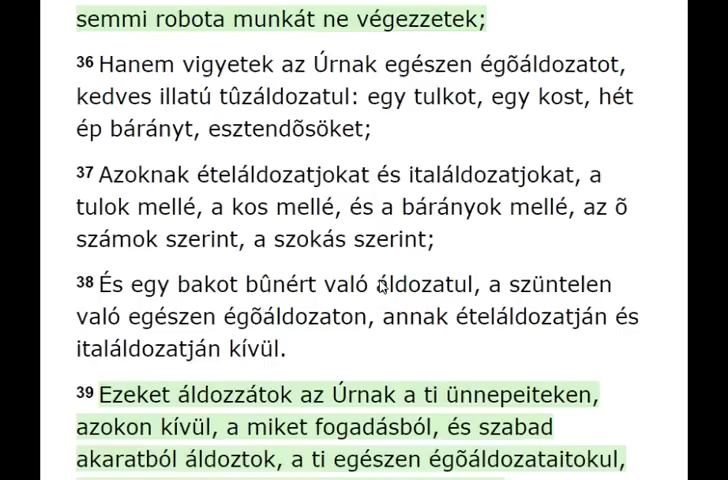 semmi robota munkát ne végezzetek;
36 Hanem vigyetek az Úrnak egészen égõáldozatot,
kedves illatú tûzáldozatul: egy tulkot, egy kost, hét
ép bárányt, esztendõsöket;
37 Azoknak ételáldozatjokat és italáldozatjokat, a
tulok mellé, a kos mellé, és a bárányok mellé, az õ
számok szerint, a szokás szerint;
38 És egy bakot bûnért való áldozatul, a szüntelen
való egészen égõáldozaton, annak ételáldozatján és
italáldozatján kívül.
39 Ezeket áldozzátok az Úrnak a ti ünnepeiteken,
azokon kívül, a miket fogadásból, és szabad
akaratból áldoztok, a ti egészen égõáldozataitokul,